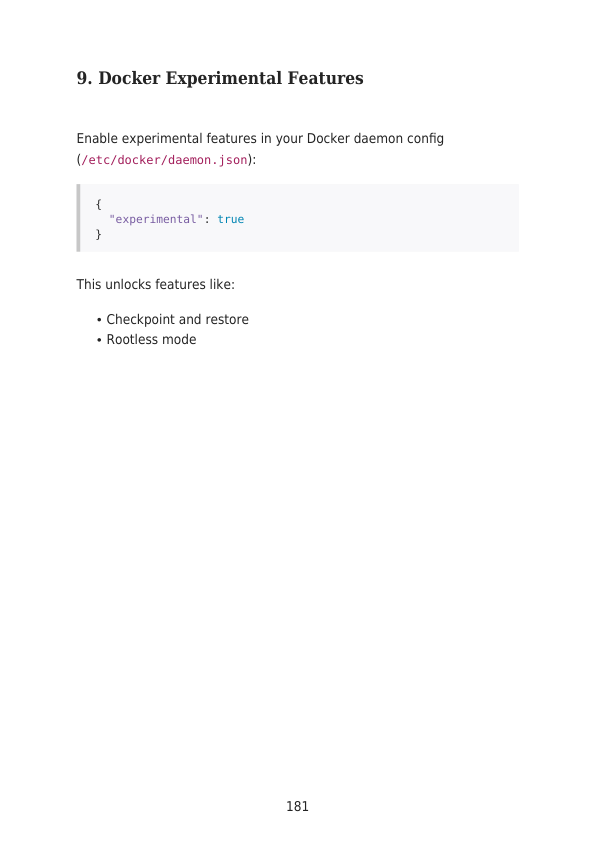 9. Docker Experimental Features
Enable experimental features in your Docker daemon config
(/etc/docker/daemon.json):
{
  "experimental": true
}
This unlocks features like:
• Checkpoint and restore
• Rootless mode
181